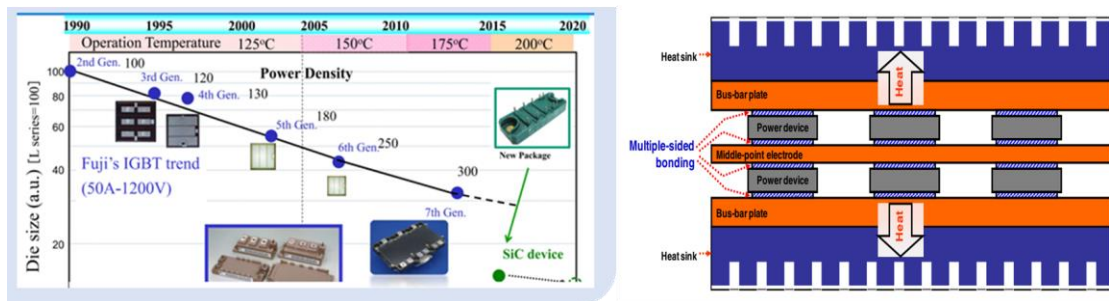 1990 1995 2000 2005 2010 2015 2020
Operation Temperature 125°C 150°C 175°C 200°C
2nd Gen. 100
3rd Gen. 120
4th Gen. 130
Power Density
5th Gen. 180
6th Gen. 250
7th Gen. 300
100
80
60
40
20
Die size (a.u.) [L series=100]
Fuji's IGBT trend
(50A-1200V)
New Package
SiC device
Heat sink
Heat
Bus-bar plate
Power device
Multiple-sided
bonding
Middle-point electrode
Power device
Bus-bar plate
Heat
Heat sink